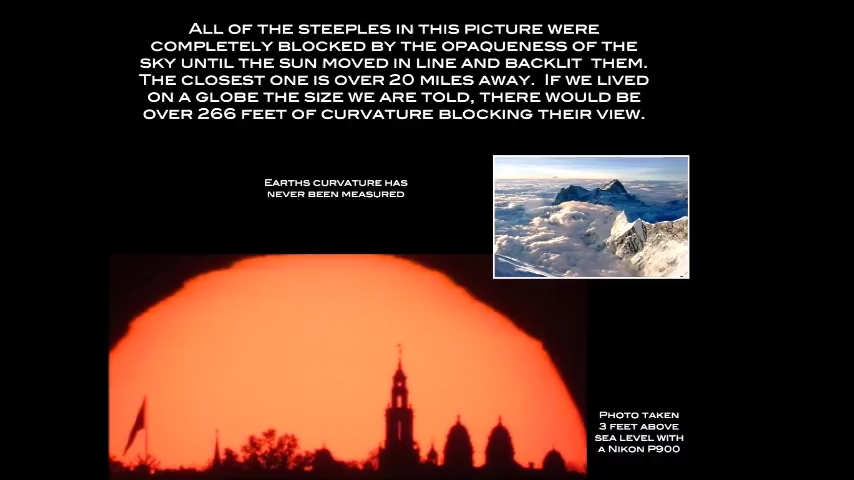 All of the steeples in this picture were
completely blocked by the opaqueness of the
sky until the sun moved in line and backlit them.
The closest one is over 20 miles away. If we lived
on a globe the size we are told, there would be
over 266 feet of curvature blocking their view.
Earths curvature has
never been measured
Photo taken
3 feet above
sea level with
a Nikon P900